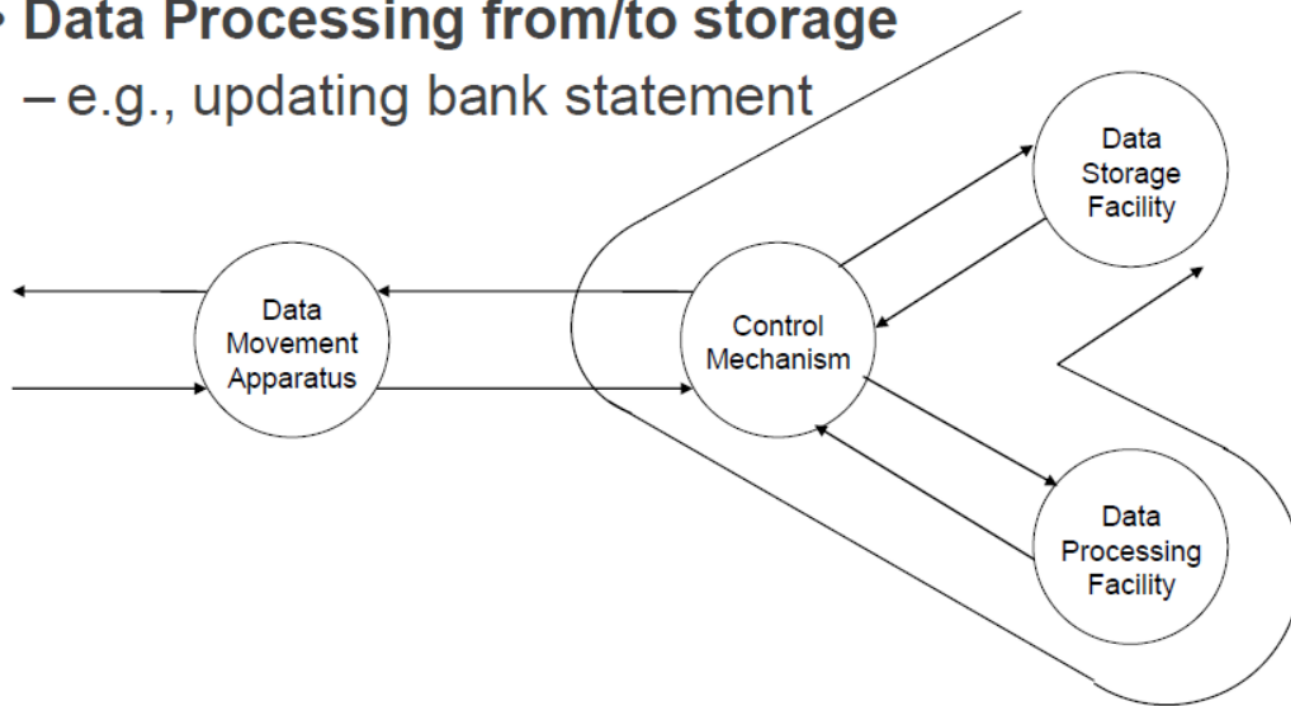 • Data Processing from/to storage
– e.g., updating bank statement
Data
Storage
Facility
Data
Movement
Apparatus
Control
Mechanism
Data
Processing
Facility